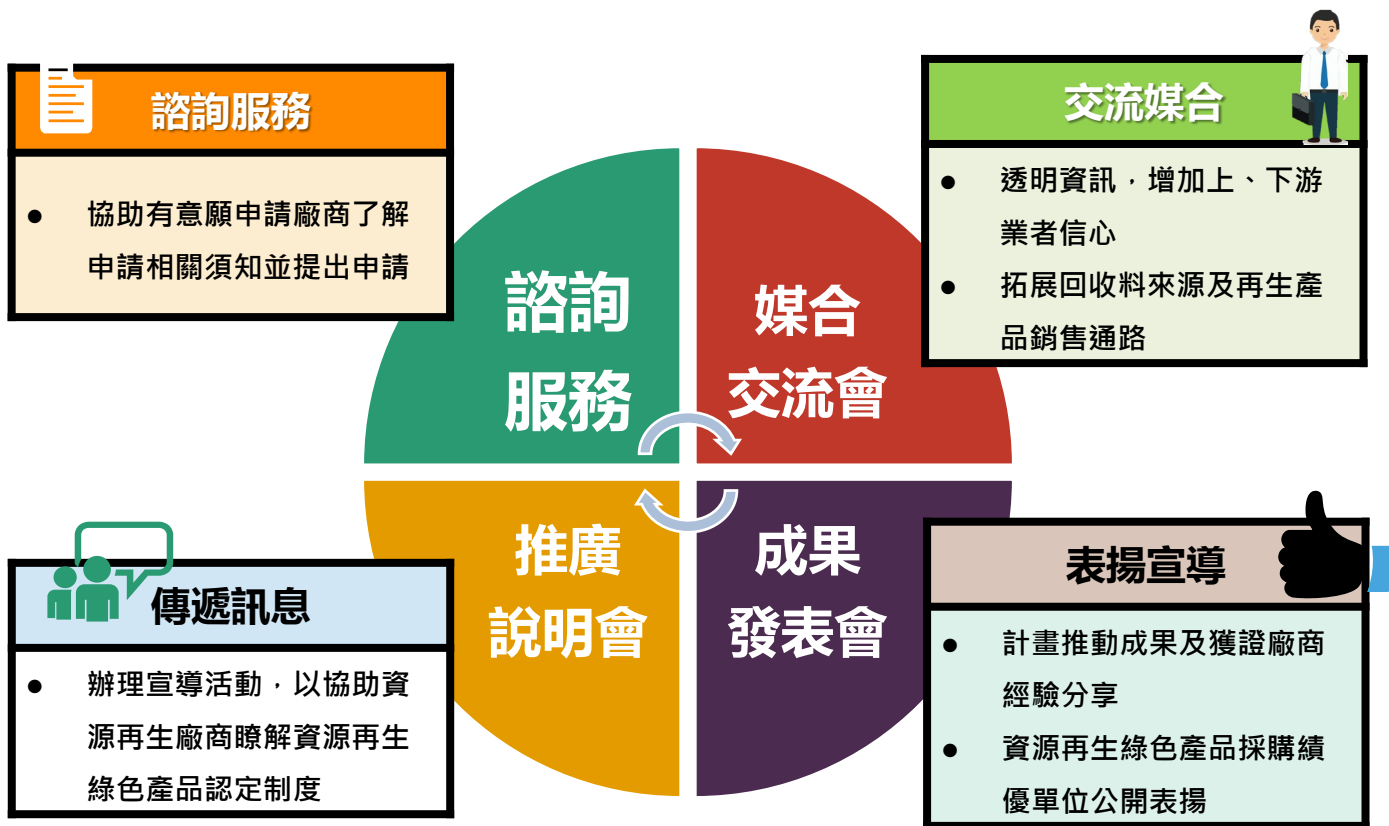 諮詢服務
● 協助有意願申請廠商了解
申請相關須知並提出申請
交流媒合
● 透明資訊，增加上、下游
業者信心
● 拓展回收料來源及再生產
品銷售通路
諮詢
服務
媒合
交流會
推廣
說明會
成果
發表會
傳遞訊息
● 辦理宣導活動，以協助資
源再生廠商瞭解資源再生
綠色產品認定制度
表揚宣導
● 計畫推動成果及獲證廠商
經驗分享
● 資源再生綠色產品採購績
優單位公開表揚